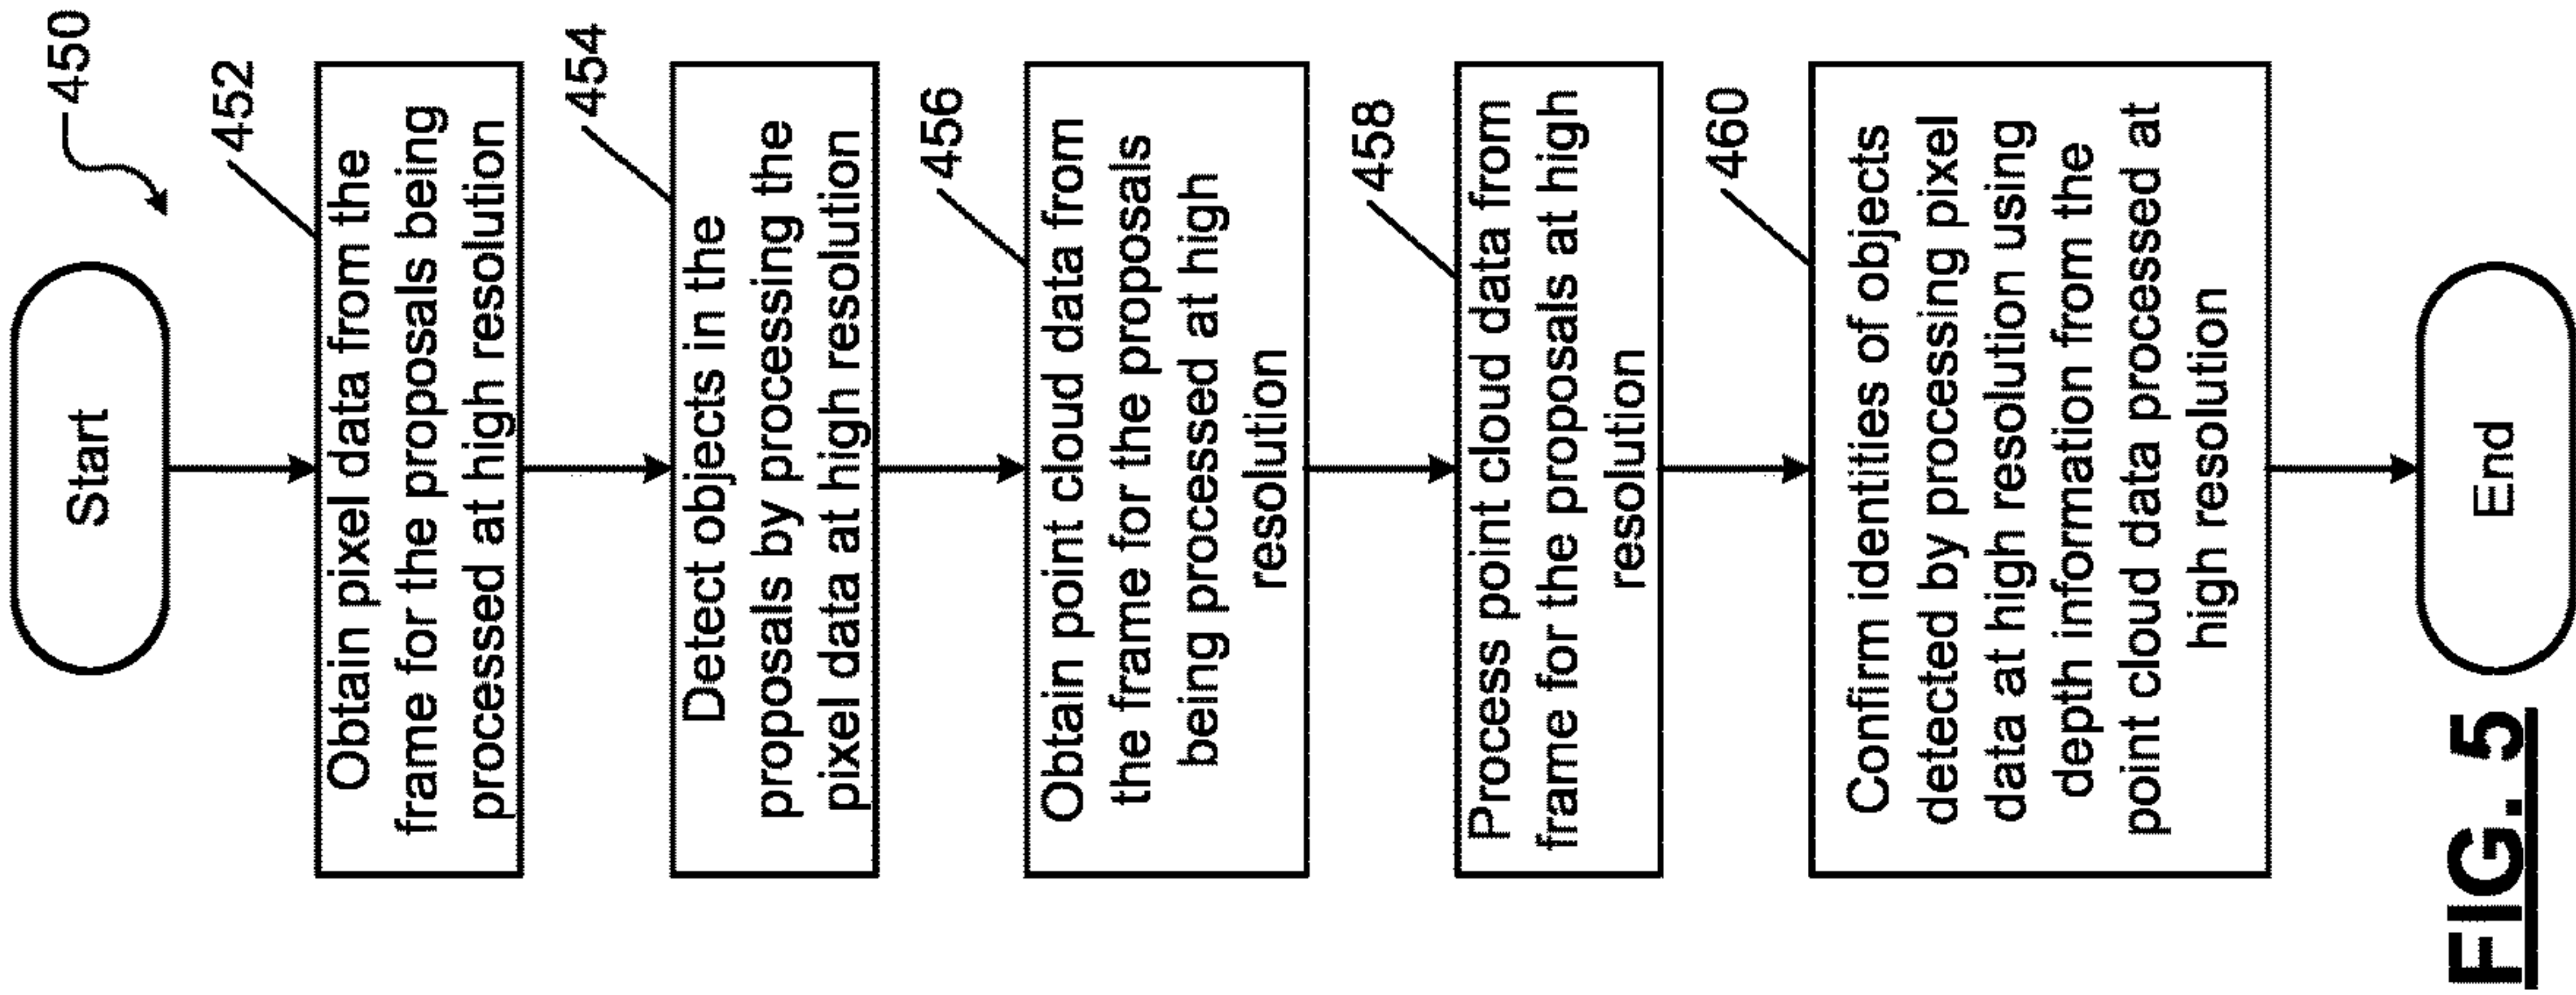 450
Start
452
Obtain pixel data from the
frame for the proposals being
processed at high resolution
454
Detect objects in the
proposals by processing the
pixel data at high resolution
456
Obtain point cloud data from
the frame for the proposals
being processed at high
resolution
458
Process point cloud data from
frame for the proposals at high
resolution
460
Confirm identities of objects
detected by processing pixel
data at high resolution using
depth information from the
point cloud data processed at
high resolution
End
FIG. 5